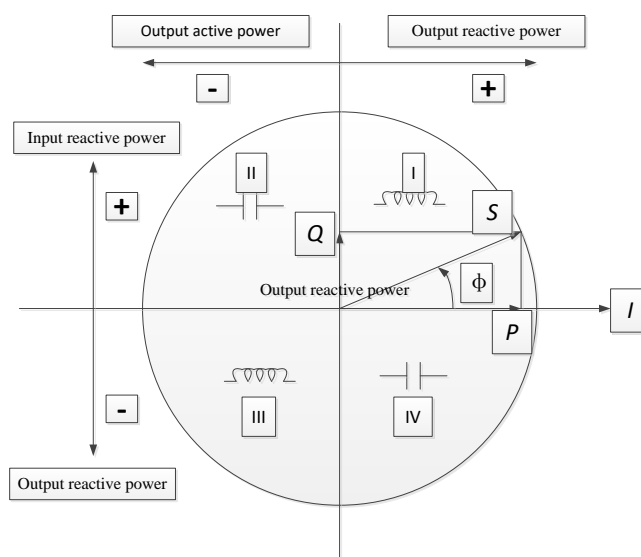 Output active power
Output reactive power
-
+
Input reactive power
II
I
+
Q
S
Output reactive power
ϕ
P
I
-
III
IV
Output reactive power